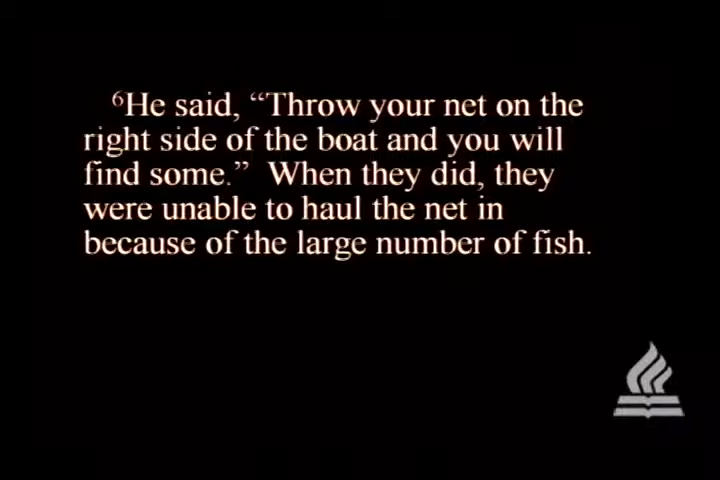 ⁶He said, “Throw your net on the
right side of the boat and you will
find some.”  When they did, they
were unable to haul the net in
because of the large number of fish.